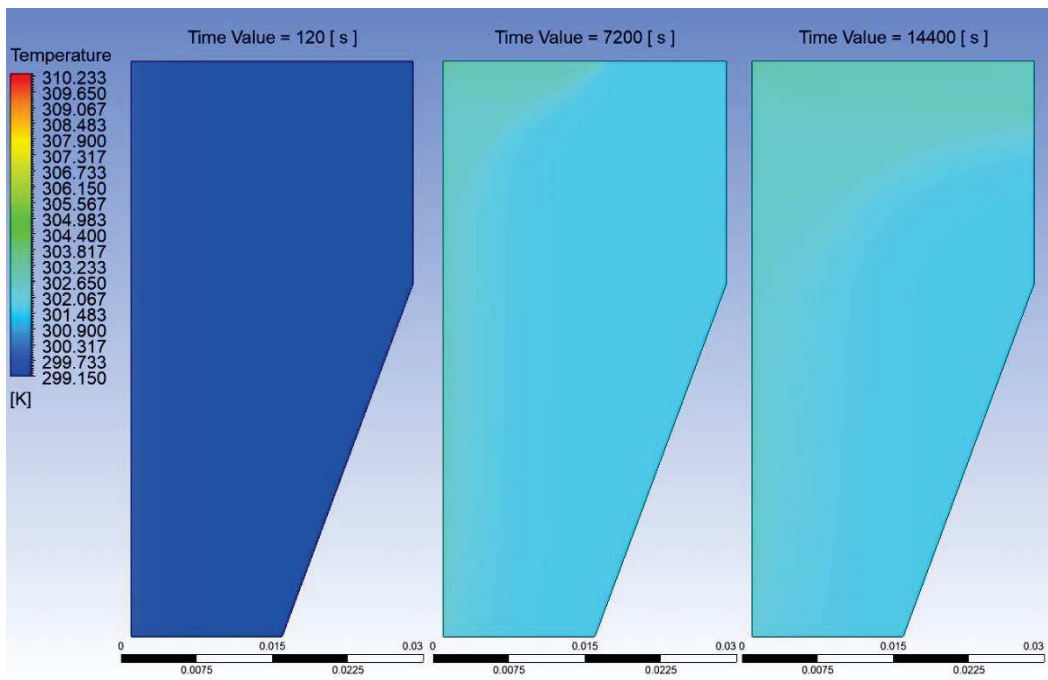 Time Value = 120 [ s ]
Time Value = 7200 [ s ]
Time Value = 14400 [ s ]
Temperature
310.233
309.650
309.067
308.483
307.900
307.317
306.733
306.150
305.567
304.983
304.400
303.817
303.233
302.650
302.067
301.483
300.900
300.317
299.733
299.150
[K]
0 0.015 0.03
0.0075 0.0225
0 0.015 0.03
0.0075 0.0225
0 0.015 0.03
0.0075 0.0225